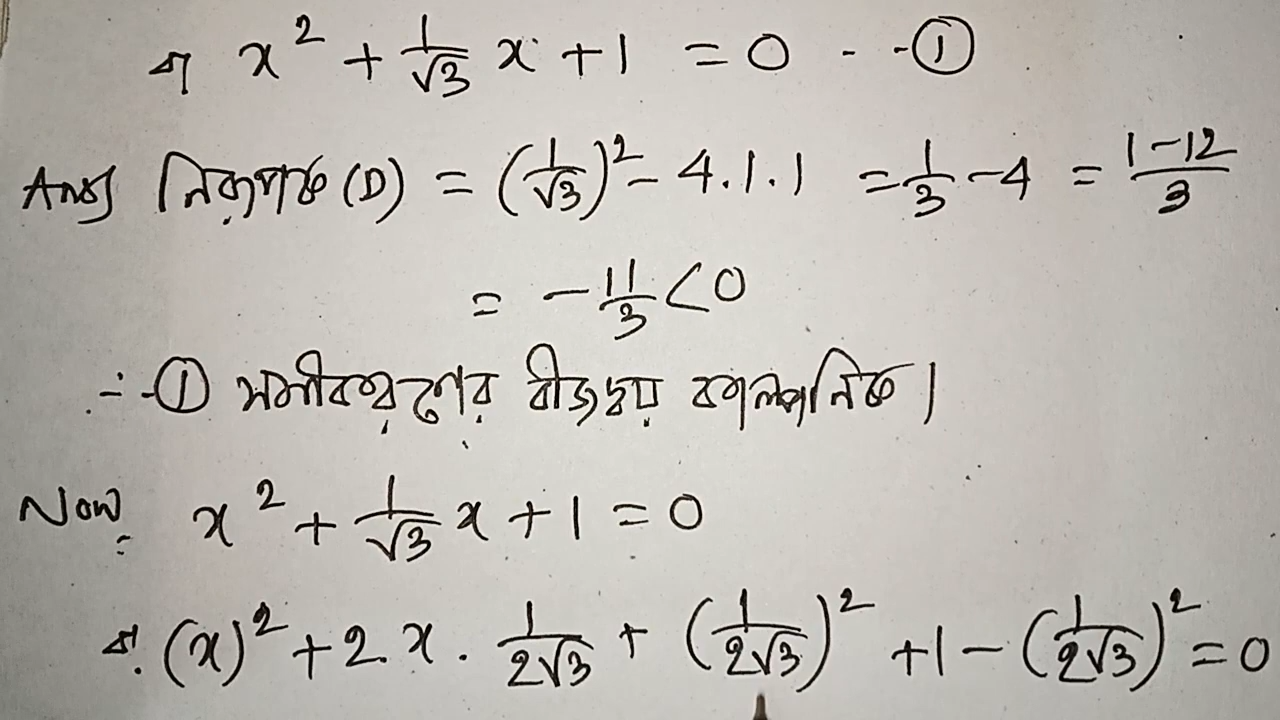 বা x² + 1/√3 x + 1 = 0 - - ①
Ans নিরূপক (D) = (1/√3)² - 4.1.1 = 1/3 - 4 = (1-12)/3
= - 11/3 < 0
∴ ① সমীকরণের বীজদ্বয় কাল্পনিক।
Now, x² + 1/√3 x + 1 = 0
বা. (x)² + 2.x. 1/2√3 + (1/2√3)² + 1 - (1/2√3)² = 0